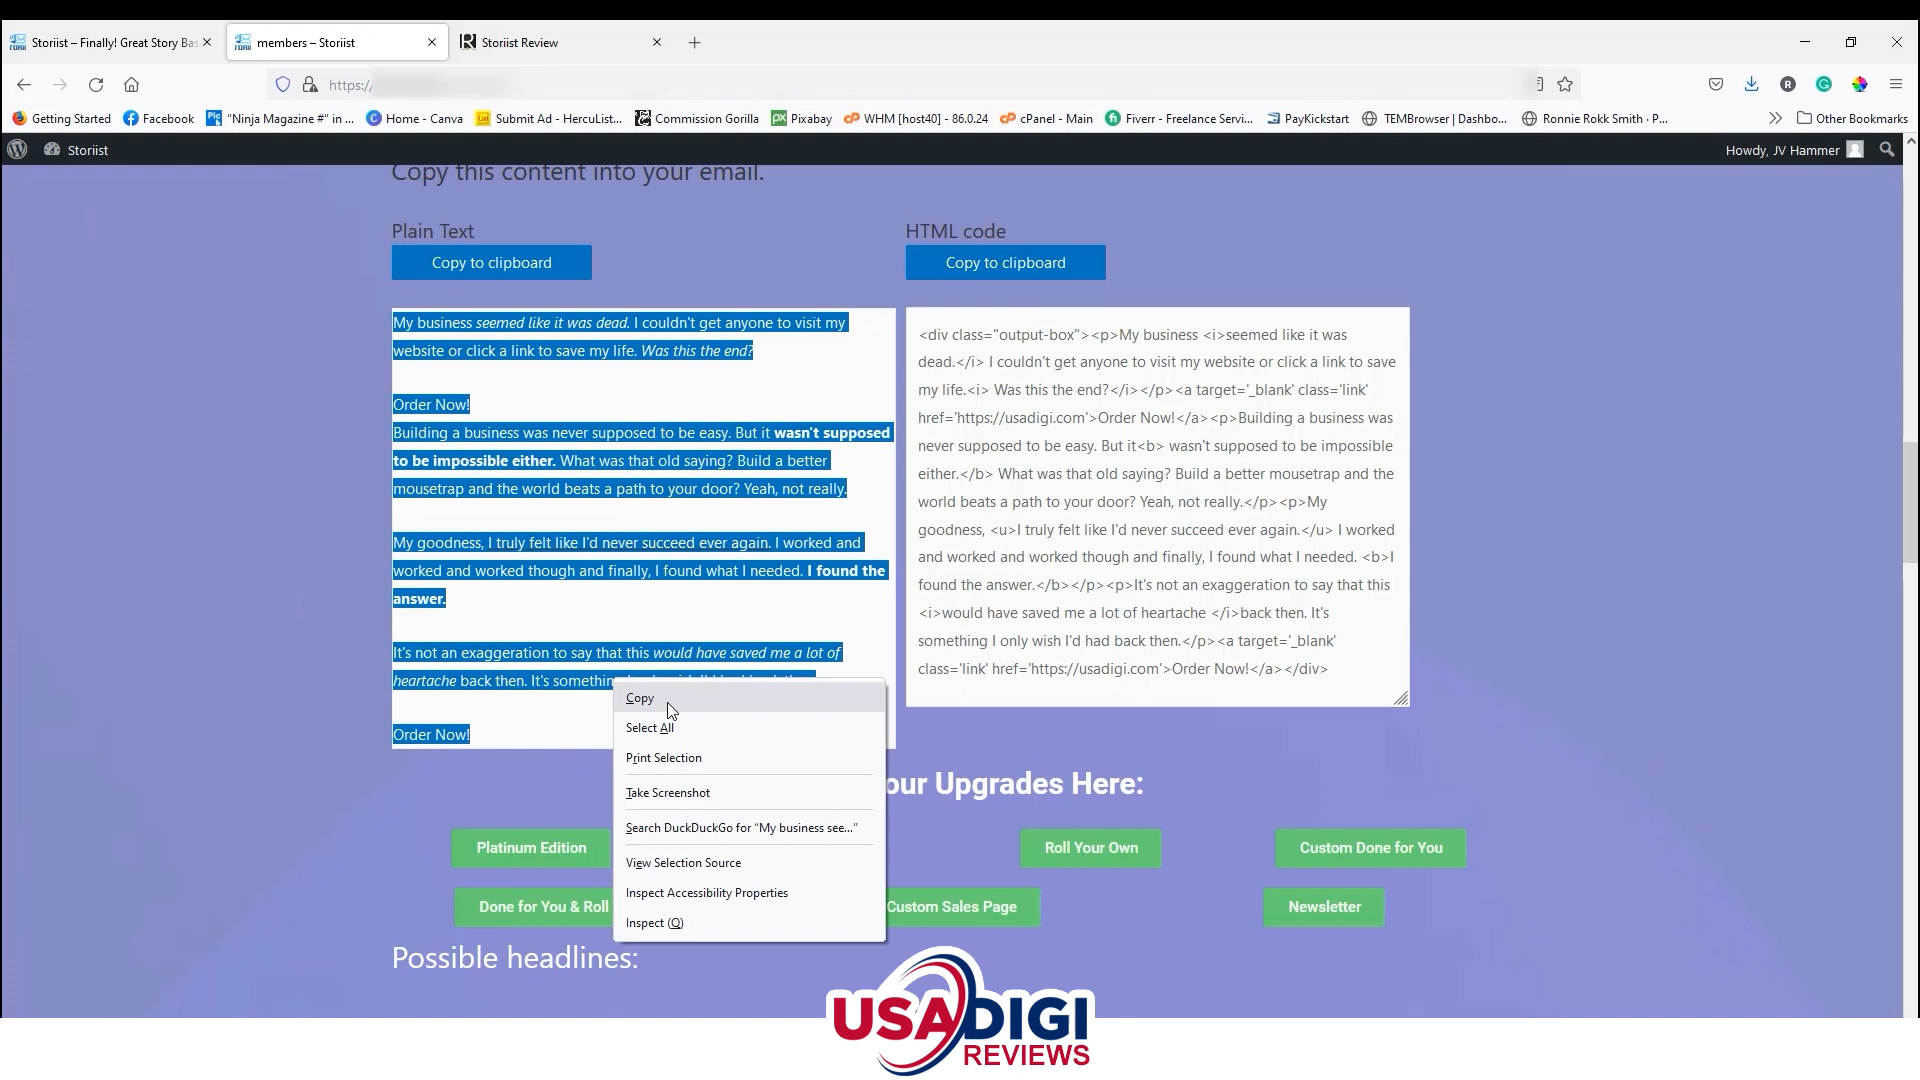 Storiist – Finally! Great Story Bas
members – Storiist
Storiist Review
https://
Getting Started
Facebook
"Ninja Magazine #" in ...
Home - Canva
Submit Ad - HercuList...
Commission Gorilla
Pixabay
WHM [host40] - 86.0.24
cPanel - Main
Fiverr - Freelance Servi...
PayKickstart
TEMBrowser | Dashbo...
Ronnie Rokk Smith · P...
Other Bookmarks
Storiist
Howdy, JV Hammer
Copy this content into your email.
Plain Text
HTML code
Copy to clipboard
Copy to clipboard
My business seemed like it was dead. I couldn't get anyone to visit my
website or click a link to save my life. Was this the end?
Order Now!
Building a business was never supposed to be easy. But it wasn't supposed
to be impossible either. What was that old saying? Build a better
mousetrap and the world beats a path to your door? Yeah, not really.
My goodness, I truly felt like I'd never succeed ever again. I worked and
worked and worked though and finally, I found what I needed. I found the
answer.
It's not an exaggeration to say that this would have saved me a lot of
heartache back then. It's something
Order Now!
<div class="output-box"><p>My business <i>seemed like it was
dead.</i> I couldn't get anyone to visit my website or click a link to save
my life.<i> Was this the end?</i></p><a target='_blank' class='link'
href='https://usadigi.com'>Order Now!</a><p>Building a business was
never supposed to be easy. But it<b> wasn't supposed to be impossible
either.</b> What was that old saying? Build a better mousetrap and the
world beats a path to your door? Yeah, not really.</p><p>My
goodness, <u>I truly felt like I'd never succeed ever again.</u> I worked
and worked and worked though and finally, I found what I needed. <b>I
found the answer.</b></p><p>It's not an exaggeration to say that this
<i>would have saved me a lot of heartache </i>back then. It's
something I only wish I'd had back then.</p><a target='_blank'
class='link' href='https://usadigi.com'>Order Now!</a></div>
Copy
Select All
Print Selection
Take Screenshot
Search DuckDuckGo for "My business see..."
View Selection Source
Inspect Accessibility Properties
Inspect (Q)
our Upgrades Here:
Platinum Edition
Roll Your Own
Custom Done for You
Done for You & Roll
Custom Sales Page
Newsletter
Possible headlines:
USADIGI
REVIEWS